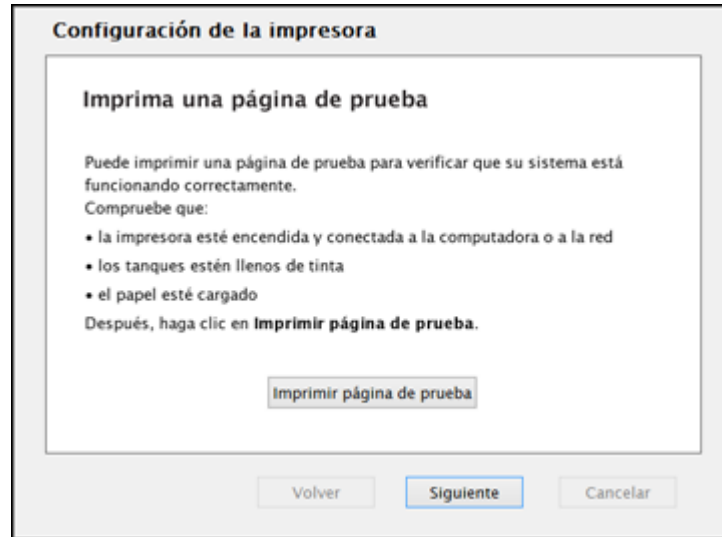 Configuración de la impresora
Imprima una página de prueba
Puede imprimir una página de prueba para verificar que su sistema está
funcionando correctamente.
Compruebe que:
• la impresora esté encendida y conectada a la computadora o a la red
• los tanques estén llenos de tinta
• el papel esté cargado
Después, haga clic en Imprimir página de prueba.
Imprimir página de prueba
Volver
Siguiente
Cancelar